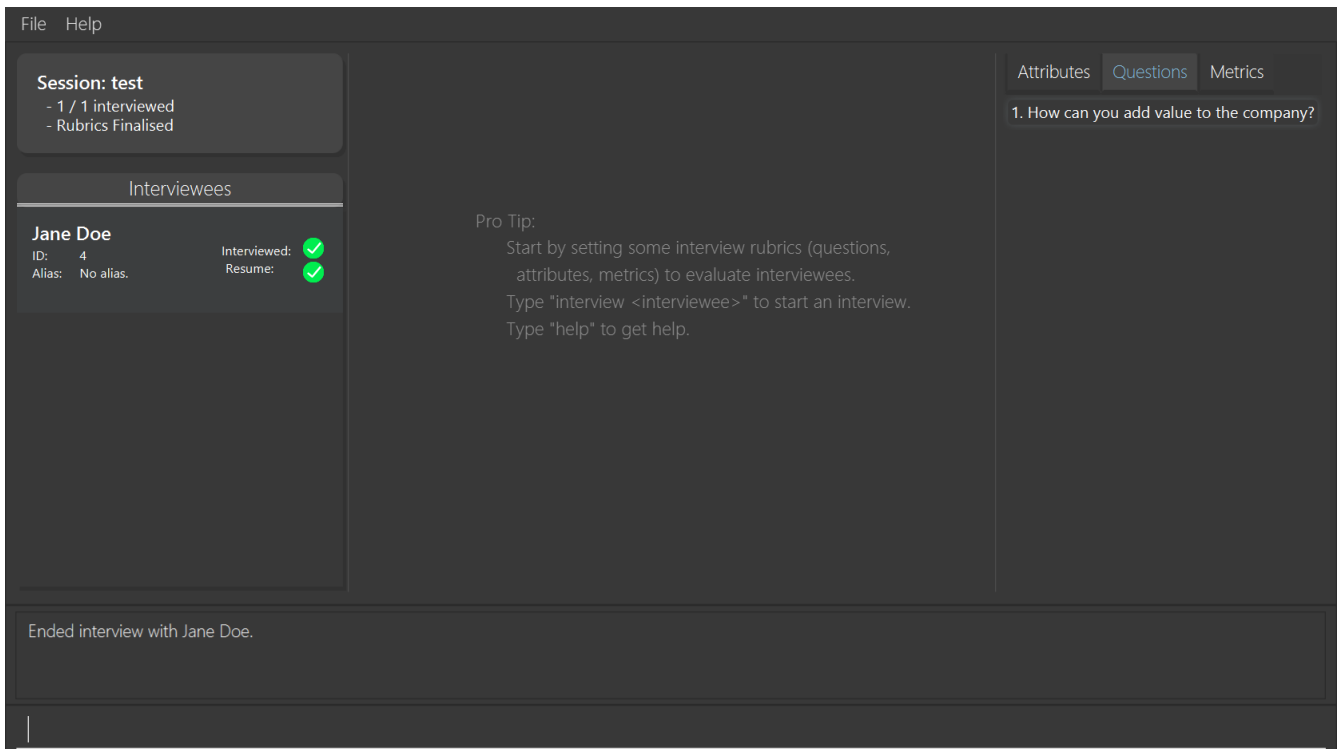 File Help
Session: test
- 1 / 1 interviewed
- Rubrics Finalised
Interviewees
Jane Doe
ID: 4
Alias: No alias.
Interviewed:
Resume:
Pro Tip:
Start by setting some interview rubrics (questions,
attributes, metrics) to evaluate interviewees.
Type "interview <interviewee>" to start an interview.
Type "help" to get help.
Attributes Questions Metrics
1. How can you add value to the company?
Ended interview with Jane Doe.